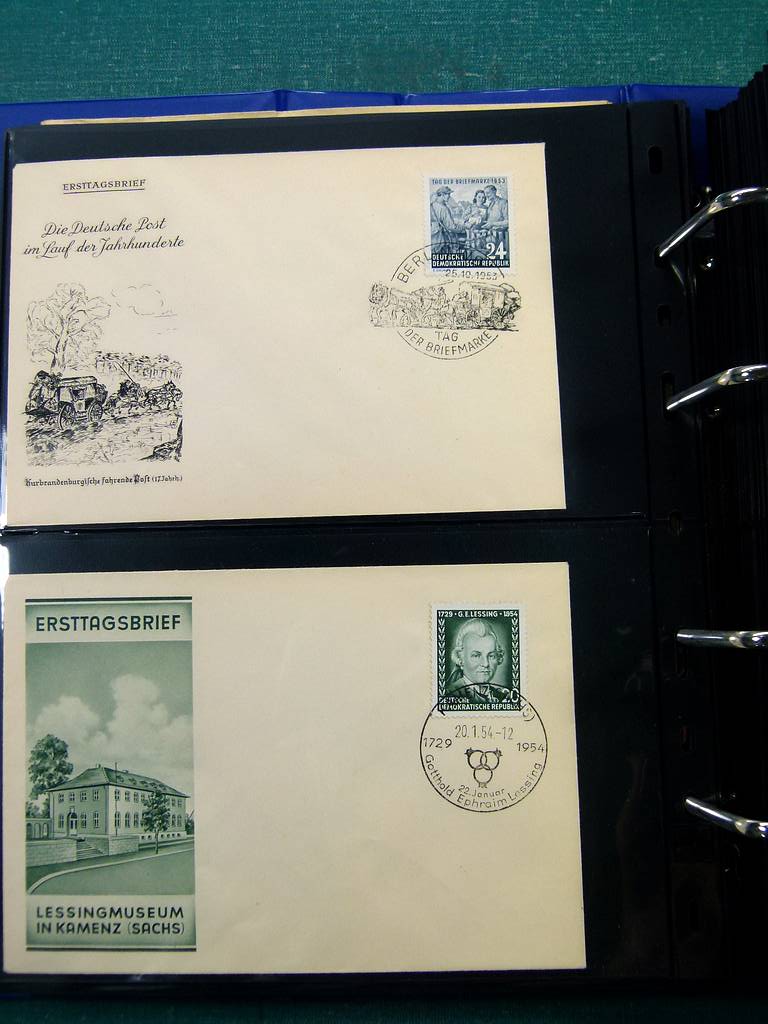 ERSTTAGSBRIEF
Die Deutsche Post
im Lauf der Jahrhunderte
Kurbrandenburgische fahrende Post (17. Jahrh.)
TAG DER BRIEFMARKE 1953
24
DEUTSCHE
DEMOKRATISCHE REPUBLIK
25.10.1953
TAG
DER BRIEFMARKE
ERSTTAGSBRIEF
LESSINGMUSEUM
IN KAMENZ (SACHS)
1729 · G.E. LESSING · 1954
20
DEUTSCHE
DEMOKRATISCHE REPUBLIK
20.1.54-12
1729 1954
22. Januar
Gotthold Ephraim Lessing